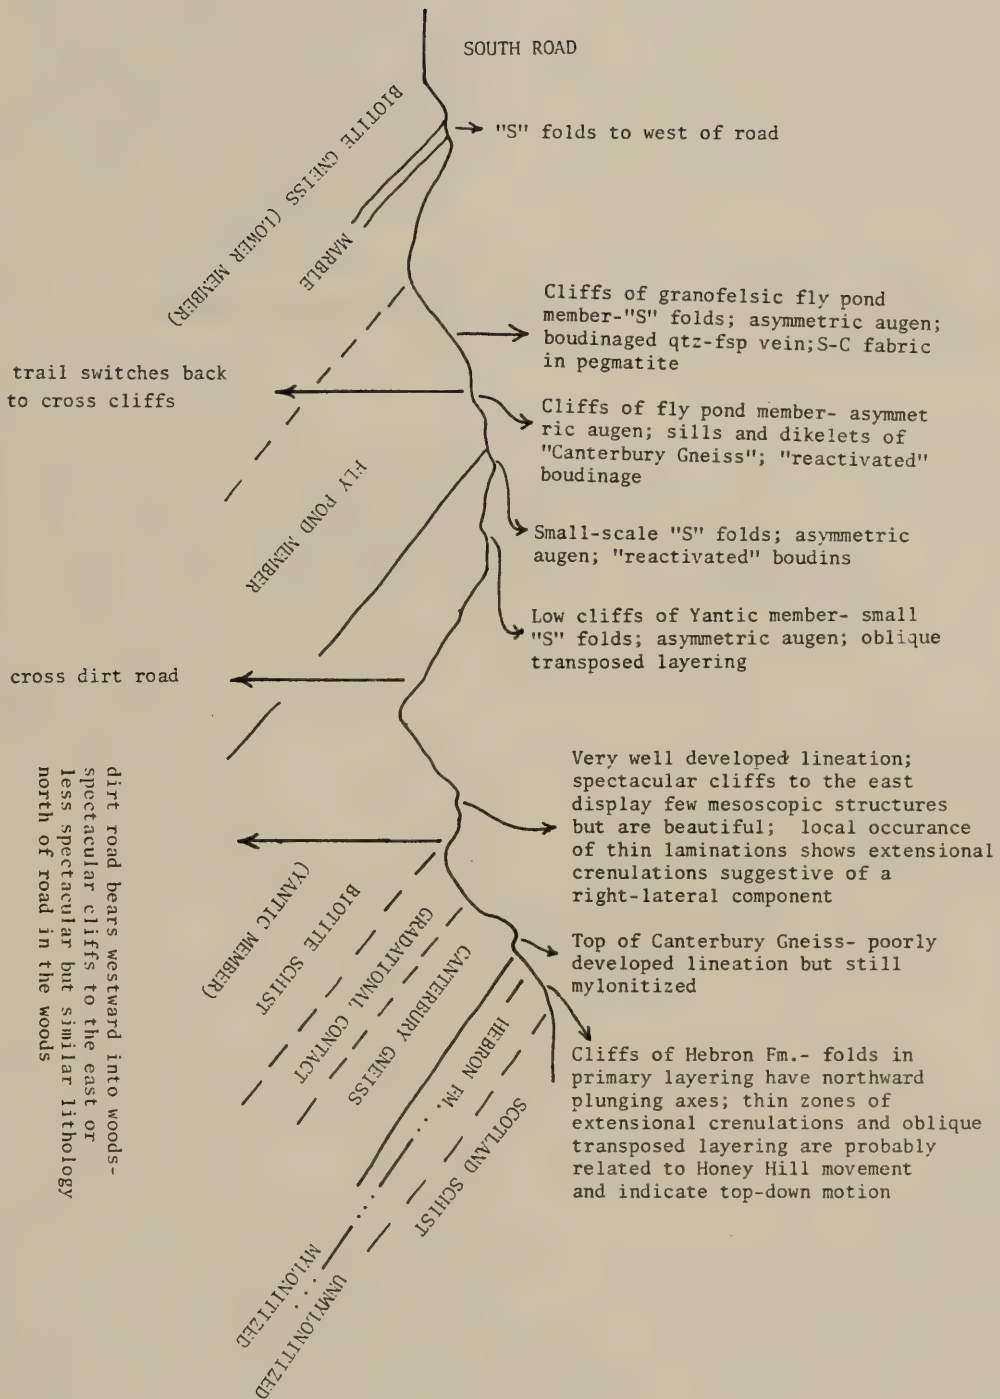 SOUTH ROAD
"S" folds to west of road
BIOTITE GNEISS (LOWER MEMBER)
MARBLE
Cliffs of granofelsic fly pond
member-"S" folds; asymmetric augen;
boudinaged qtz-fsp vein;S-C fabric
in pegmatite
trail switches back
to cross cliffs
Cliffs of fly pond member- asymmet
ric augen; sills and dikelets of
"Canterbury Gneiss"; "reactivated"
boudinage
FLY POND MEMBER
Small-scale "S" folds; asymmetric
augen; "reactivated" boudins
Low cliffs of Yantic member- small
"S" folds; asymmetric augen; oblique
transposed layering
cross dirt road
dirt road bears westward into woods-
spectacular cliffs to the east or
less spectacular but similar lithology
north of road in the woods
Very well developed lineation;
spectacular cliffs to the east
display few mesoscopic structures
but are beautiful; local occurance
of thin laminations shows extensional
crenulations suggestive of a
right-lateral component
BIOTITE SCHIST
(YANTIC MEMBER)
GRADATIONAL CONTACT
CANTERBURY GNEISS
HEBRON FM.
SCOTLAND SCHIST
Top of Canterbury Gneiss- poorly
developed lineation but still
mylonitized
Cliffs of Hebron Fm.- folds in
primary layering have northward
plunging axes; thin zones of
extensional crenulations and oblique
transposed layering are probably
related to Honey Hill movement
and indicate top-down motion
MYLONITIZED
UNMYLONITIZED